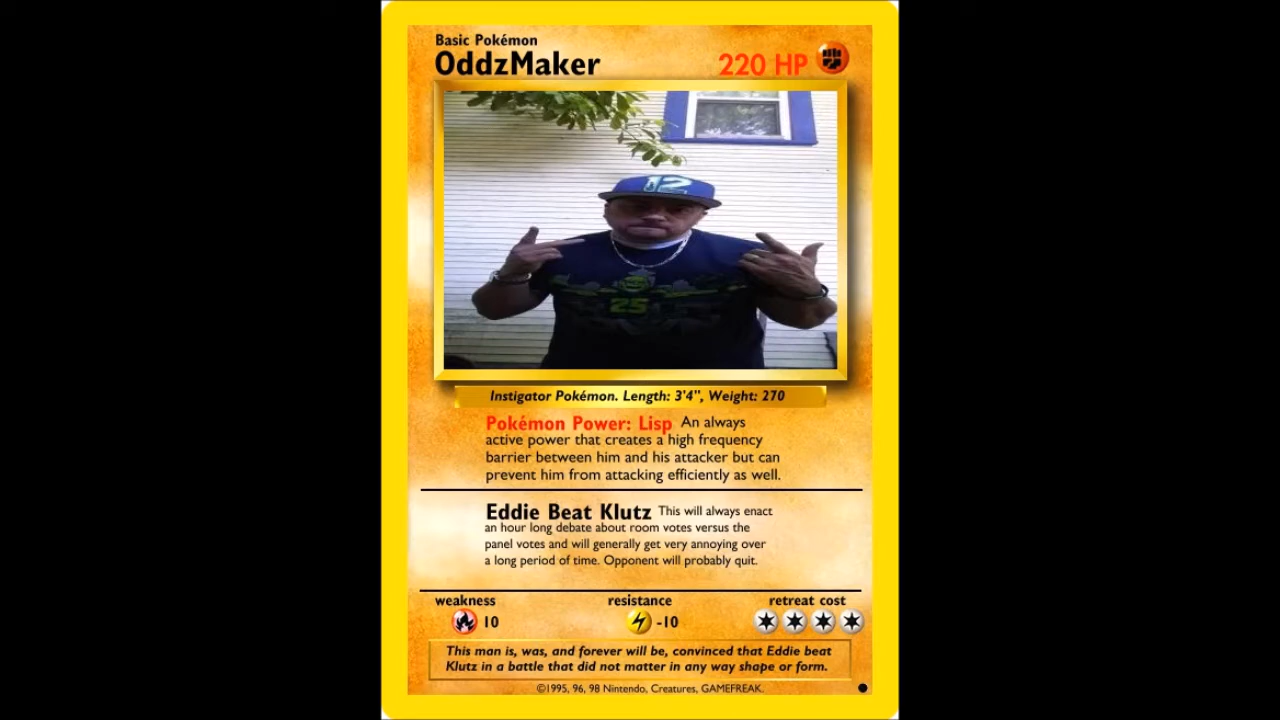 Basic Pokémon
OddzMaker
220 HP
12
25
Instigator Pokémon. Length: 3'4", Weight: 270
Pokémon Power: Lisp An always
active power that creates a high frequency
barrier between him and his attacker but can
prevent him from attacking efficiently as well.
Eddie Beat Klutz This will always enact
an hour long debate about room votes versus the
panel votes and will generally get very annoying over
a long period of time. Opponent will probably quit.
weakness
resistance
retreat cost
10
-10
This man is, was, and forever will be, convinced that Eddie beat
Klutz in a battle that did not matter in any way shape or form.
©1995, 96, 98 Nintendo, Creatures, GAMEFREAK.